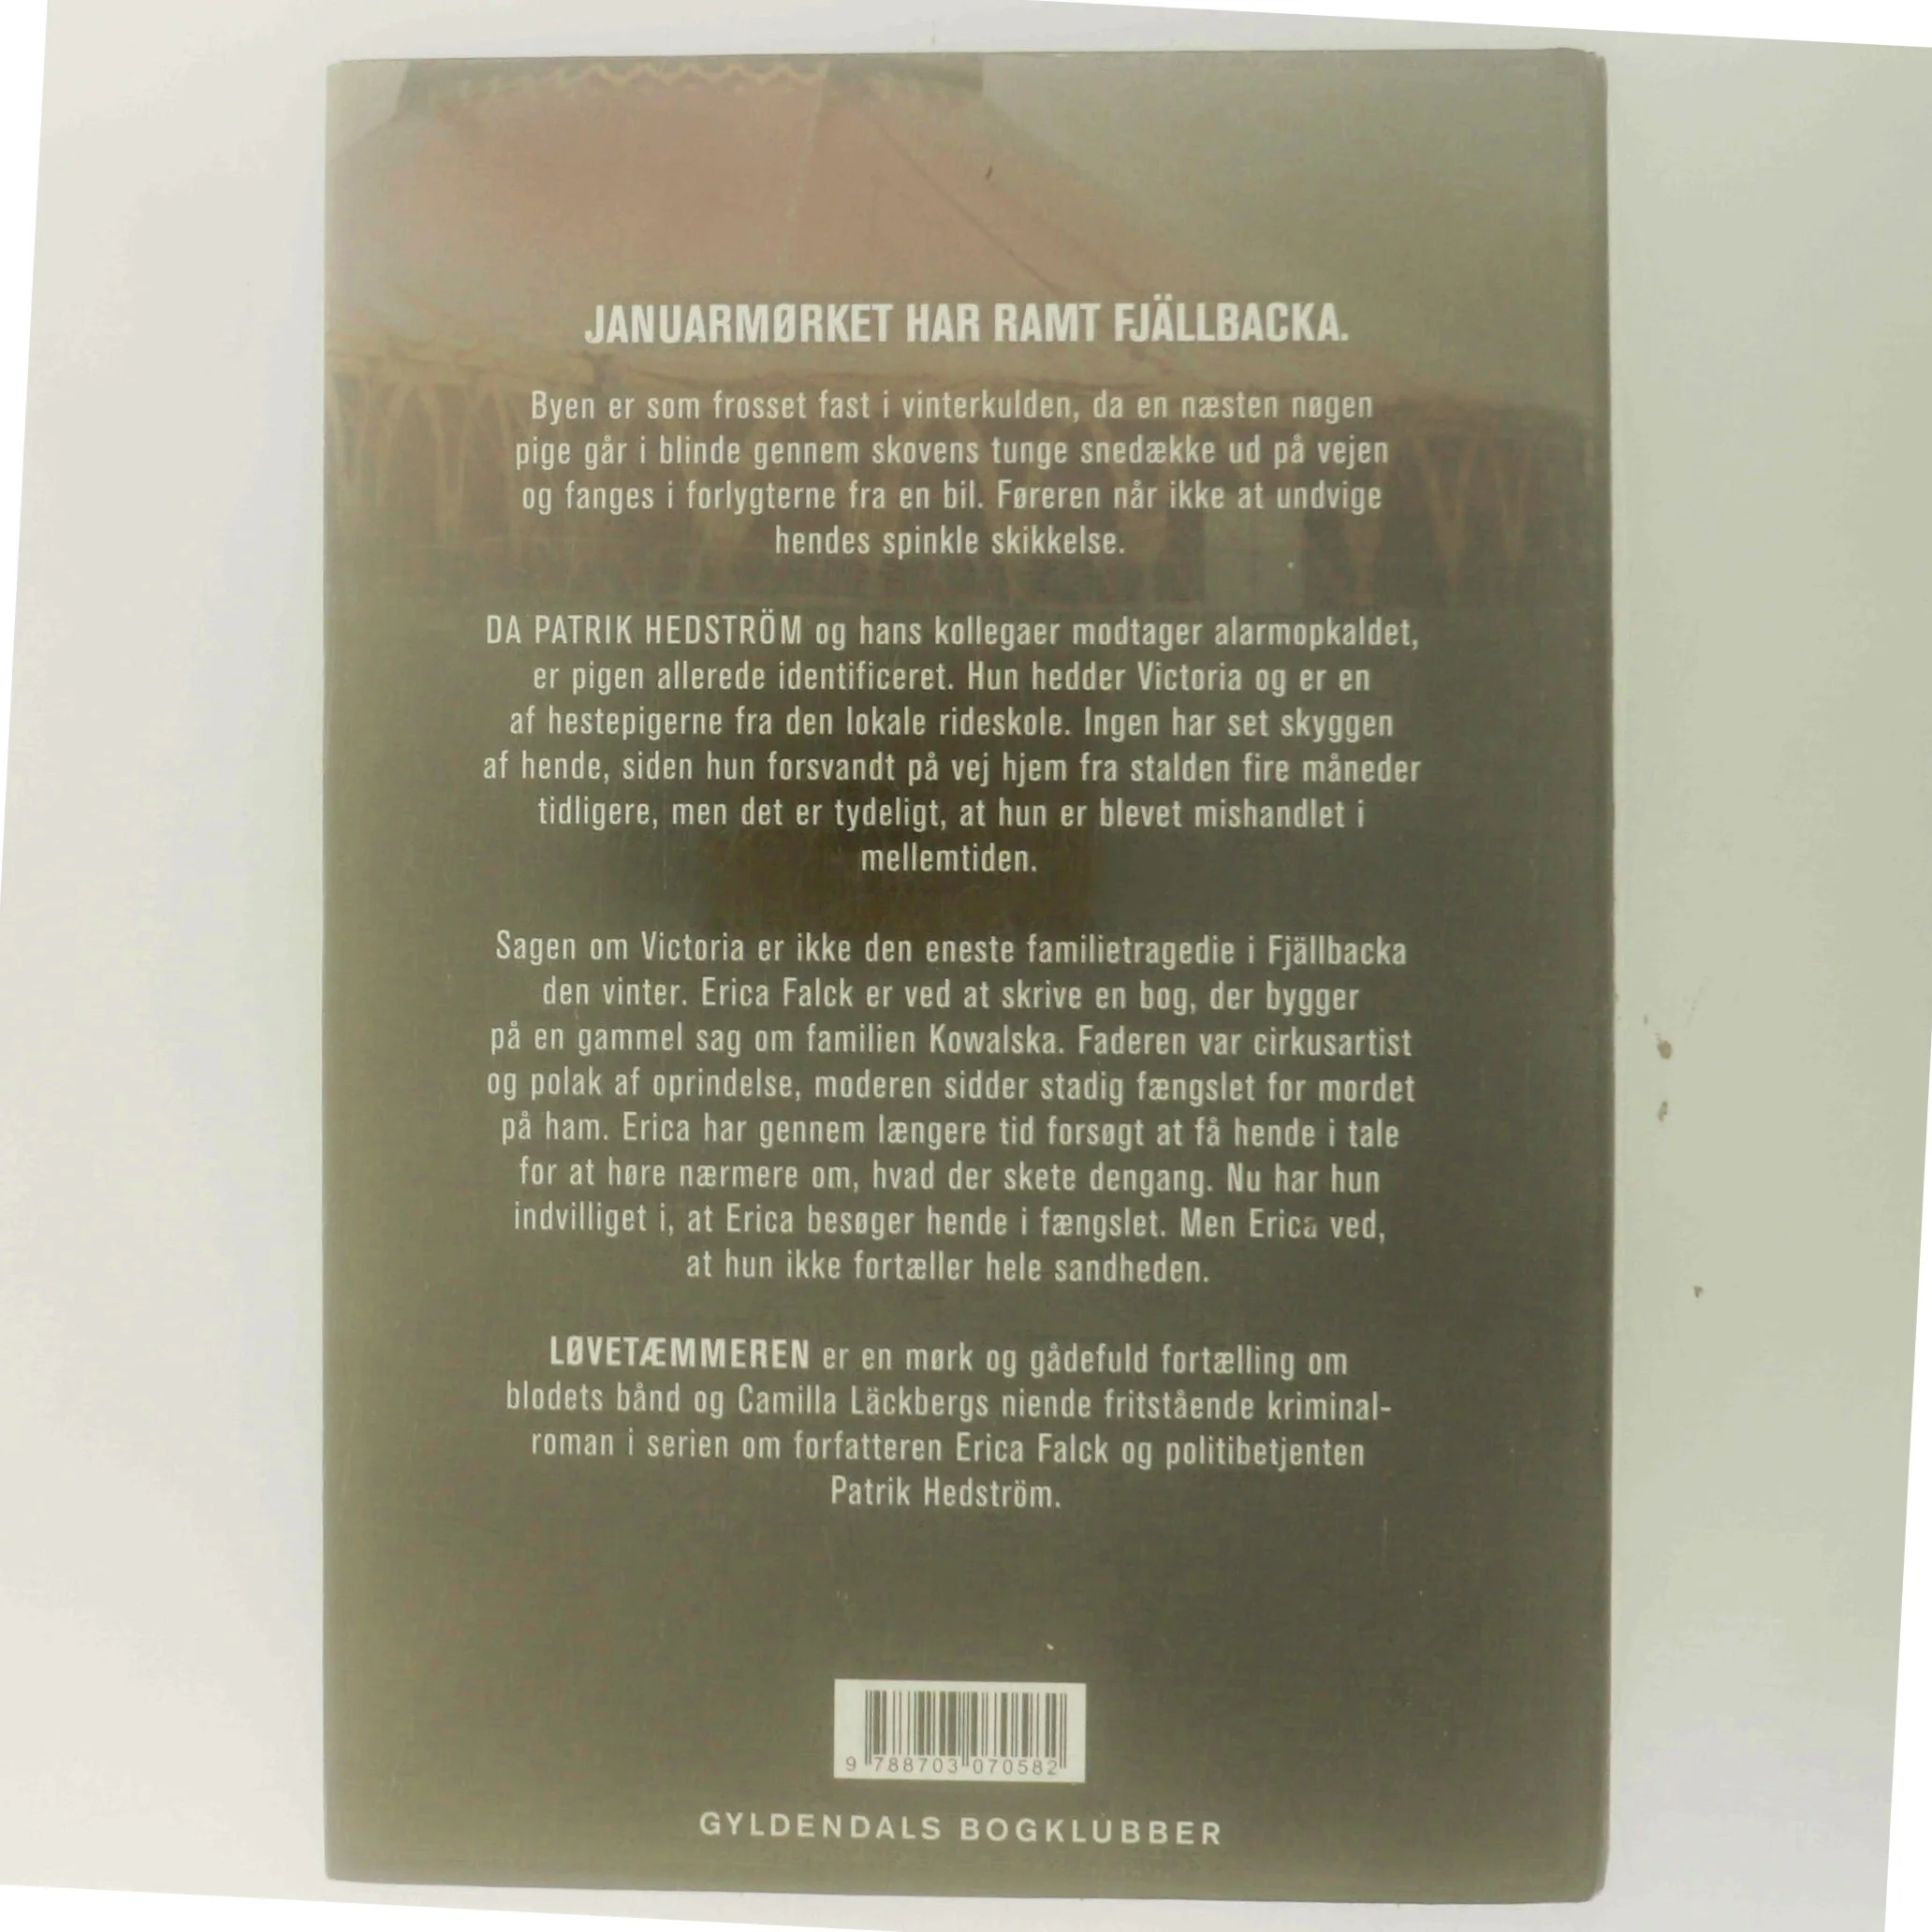 JANUARMØRKET HAR RAMT FJÄLLBACKA.
Byen er som frosset fast i vinterkulden, da en næsten nøgen
pige går i blinde gennem skovens tunge snedække ud på vejen
og fanges i forlygterne fra en bil. Føreren når ikke at undvige
hendes spinkle skikkelse.
DA PATRIK HEDSTRÖM og hans kollegaer modtager alarmopkaldet,
er pigen allerede identificeret. Hun hedder Victoria og er en
af hestepigerne fra den lokale rideskole. Ingen har set skyggen
af hende, siden hun forsvandt på vej hjem fra stalden fire måneder
tidligere, men det er tydeligt, at hun er blevet mishandlet i
mellemtiden.
Sagen om Victoria er ikke den eneste familietragedie i Fjällbacka
den vinter. Erica Falck er ved at skrive en bog, der bygger
på en gammel sag om familien Kowalska. Faderen var cirkusartist
og polak af oprindelse, moderen sidder stadig fængslet for mordet
på ham. Erica har gennem længere tid forsøgt at få hende i tale
for at høre nærmere om, hvad der skete dengang. Nu har hun
indvilliget i, at Erica besøger hende i fængslet. Men Erica ved,
at hun ikke fortæller hele sandheden.
LØVETÆMMEREN er en mørk og gådefuld fortælling om
blodets bånd og Camilla Läckbergs niende fritstående kriminal-
roman i serien om forfatteren Erica Falck og politibetjenten
Patrik Hedström.
9 788703 070582
GYLDENDALS BOGKLUBBER